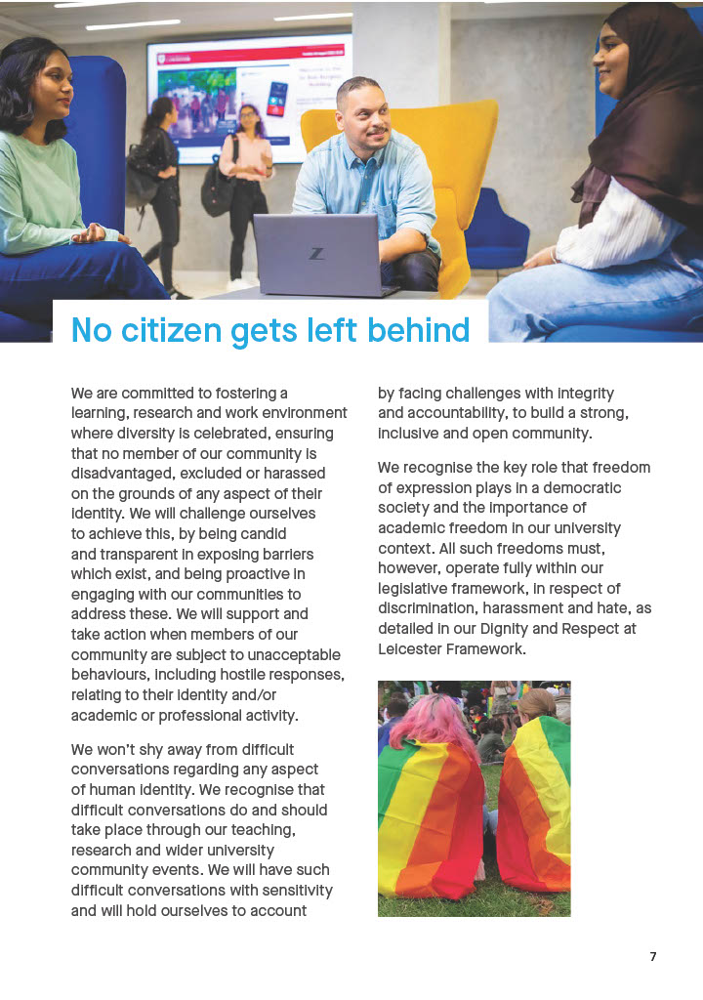 No citizen gets left behind
We are committed to fostering a
learning, research and work environment
where diversity is celebrated, ensuring
that no member of our community is
disadvantaged, excluded or harassed
on the grounds of any aspect of their
identity. We will challenge ourselves
to achieve this, by being candid
and transparent in exposing barriers
which exist, and being proactive in
engaging with our communities to
address these. We will support and
take action when members of our
community are subject to unacceptable
behaviours, including hostile responses,
relating to their identity and/or
academic or professional activity.
We won’t shy away from difficult
conversations regarding any aspect
of human identity. We recognise that
difficult conversations do and should
take place through our teaching,
research and wider university
community events. We will have such
difficult conversations with sensitivity
and will hold ourselves to account
by facing challenges with integrity
and accountability, to build a strong,
inclusive and open community.
We recognise the key role that freedom
of expression plays in a democratic
society and the importance of
academic freedom in our university
context. All such freedoms must,
however, operate fully within our
legislative framework, in respect of
discrimination, harassment and hate, as
detailed in our Dignity and Respect at
Leicester Framework.
7